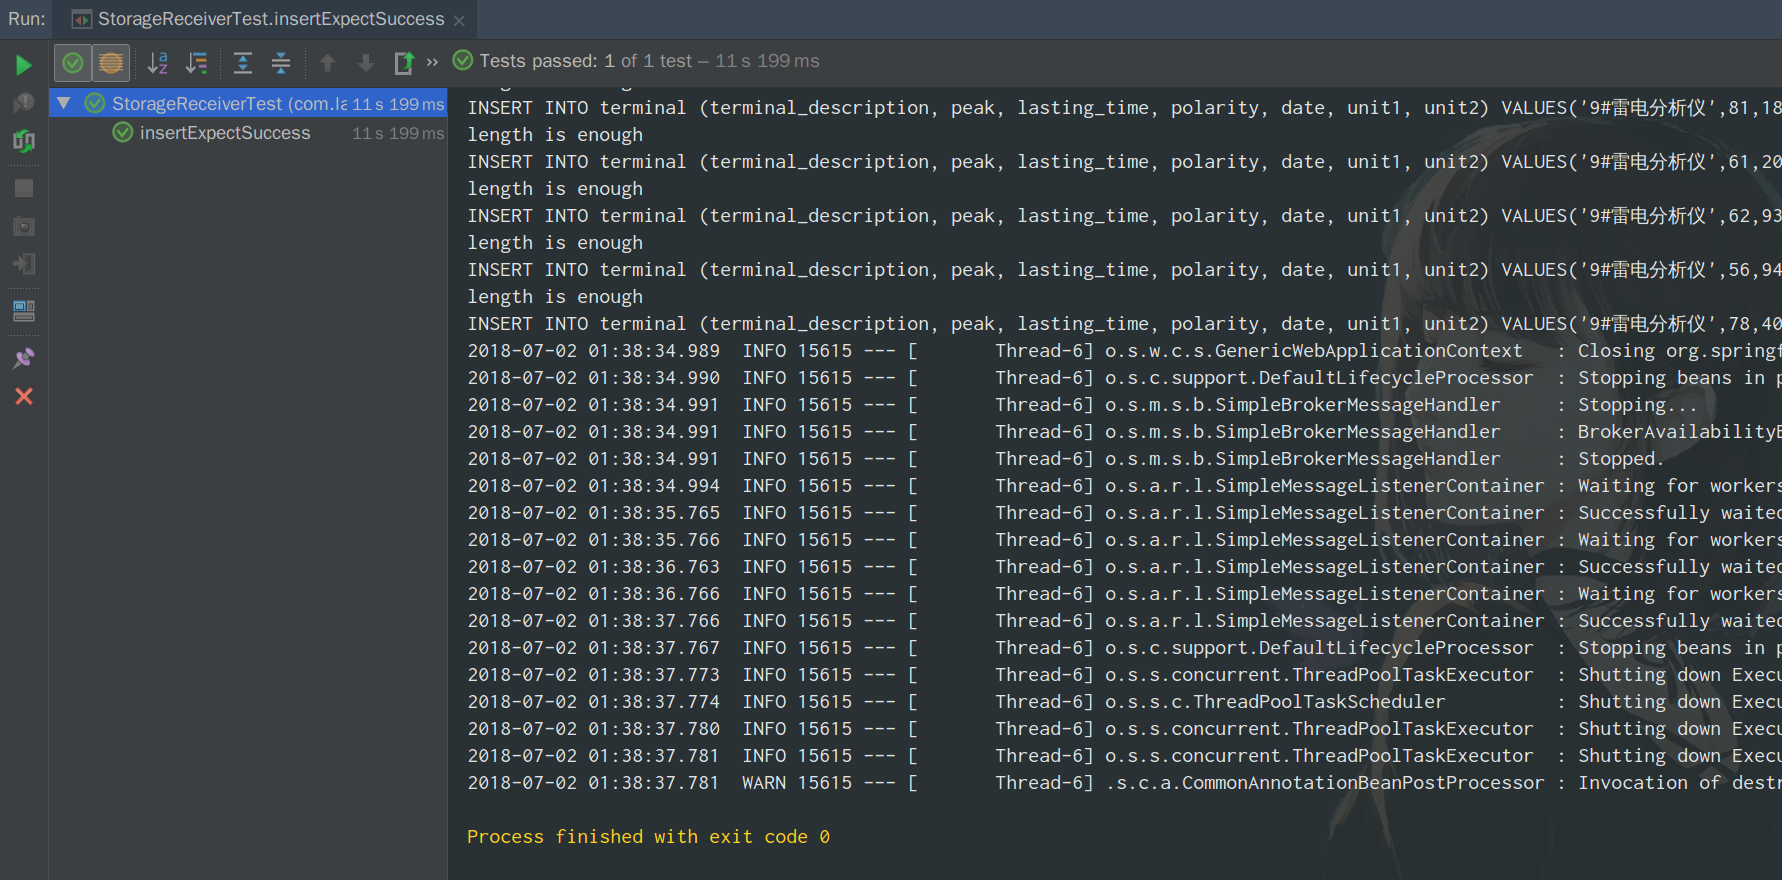 Run: StorageReceiverTest.insertExpectSuccess
Tests passed: 1 of 1 test – 11 s 199 ms
StorageReceiverTest (com.la 11 s 199 ms
insertExpectSuccess 11 s 199 ms
INSERT INTO terminal (terminal_description, peak, lasting_time, polarity, date, unit1, unit2) VALUES('9#雷电分析仪',81,18
length is enough
INSERT INTO terminal (terminal_description, peak, lasting_time, polarity, date, unit1, unit2) VALUES('9#雷电分析仪',61,20
length is enough
INSERT INTO terminal (terminal_description, peak, lasting_time, polarity, date, unit1, unit2) VALUES('9#雷电分析仪',62,93
length is enough
INSERT INTO terminal (terminal_description, peak, lasting_time, polarity, date, unit1, unit2) VALUES('9#雷电分析仪',56,94
length is enough
INSERT INTO terminal (terminal_description, peak, lasting_time, polarity, date, unit1, unit2) VALUES('9#雷电分析仪',78,40
2018-07-02 01:38:34.989  INFO 15615 --- [       Thread-6] o.s.w.c.s.GenericWebApplicationContext   : Closing org.springf
2018-07-02 01:38:34.990  INFO 15615 --- [       Thread-6] o.s.c.support.DefaultLifecycleProcessor  : Stopping beans in p
2018-07-02 01:38:34.991  INFO 15615 --- [       Thread-6] o.s.m.s.b.SimpleBrokerMessageHandler     : Stopping...
2018-07-02 01:38:34.991  INFO 15615 --- [       Thread-6] o.s.m.s.b.SimpleBrokerMessageHandler     : BrokerAvailabilityE
2018-07-02 01:38:34.991  INFO 15615 --- [       Thread-6] o.s.m.s.b.SimpleBrokerMessageHandler     : Stopped.
2018-07-02 01:38:34.994  INFO 15615 --- [       Thread-6] o.s.a.r.l.SimpleMessageListenerContainer : Waiting for workers
2018-07-02 01:38:35.765  INFO 15615 --- [       Thread-6] o.s.a.r.l.SimpleMessageListenerContainer : Successfully waited
2018-07-02 01:38:35.766  INFO 15615 --- [       Thread-6] o.s.a.r.l.SimpleMessageListenerContainer : Waiting for workers
2018-07-02 01:38:36.763  INFO 15615 --- [       Thread-6] o.s.a.r.l.SimpleMessageListenerContainer : Successfully waited
2018-07-02 01:38:36.766  INFO 15615 --- [       Thread-6] o.s.a.r.l.SimpleMessageListenerContainer : Waiting for workers
2018-07-02 01:38:37.766  INFO 15615 --- [       Thread-6] o.s.a.r.l.SimpleMessageListenerContainer : Successfully waited
2018-07-02 01:38:37.767  INFO 15615 --- [       Thread-6] o.s.c.support.DefaultLifecycleProcessor  : Stopping beans in p
2018-07-02 01:38:37.773  INFO 15615 --- [       Thread-6] o.s.s.concurrent.ThreadPoolTaskExecutor  : Shutting down Execu
2018-07-02 01:38:37.774  INFO 15615 --- [       Thread-6] o.s.s.c.ThreadPoolTaskScheduler          : Shutting down Execu
2018-07-02 01:38:37.780  INFO 15615 --- [       Thread-6] o.s.s.concurrent.ThreadPoolTaskExecutor  : Shutting down Execu
2018-07-02 01:38:37.781  INFO 15615 --- [       Thread-6] o.s.s.concurrent.ThreadPoolTaskExecutor  : Shutting down Execu
2018-07-02 01:38:37.781  WARN 15615 --- [       Thread-6] .s.c.a.CommonAnnotationBeanPostProcessor : Invocation of destr
Process finished with exit code 0